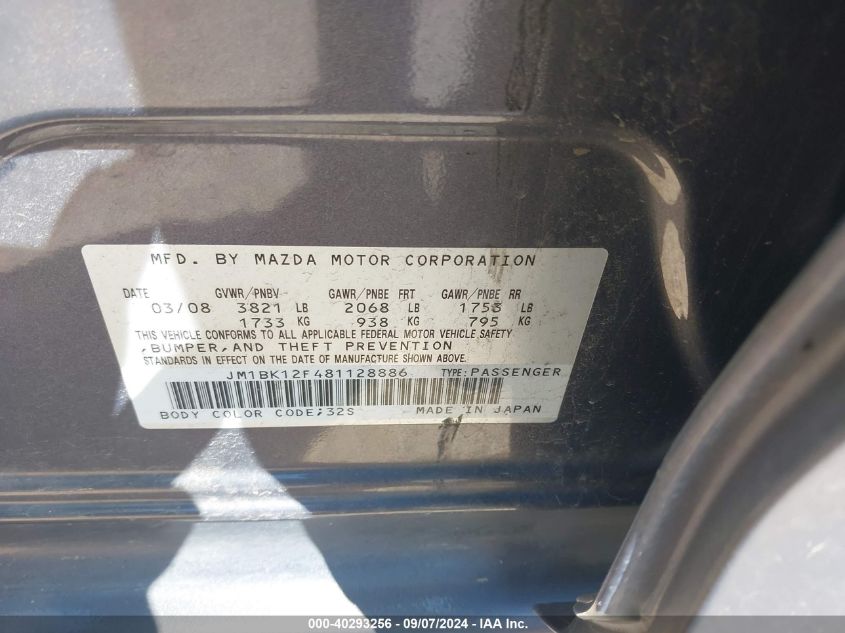 MFD. BY MAZDA MOTOR CORPORATION
DATE GVWR/PNBV GAWR/PNBE FRT GAWR/PNBE RR
03/08 3821 LB 2068 LB 1753 LB
1733 KG 938 KG 795 KG
THIS VEHICLE CONFORMS TO ALL APPLICABLE FEDERAL MOTOR VEHICLE SAFETY
,BUMPER,AND THEFT PREVENTION
STANDARDS IN EFFECT ON THE DATE OF MANUFACTURE SHOWN ABOVE.
JM1BK12F481128886 TYPE:PASSENGER
BODY COLOR CODE;32S MADE IN JAPAN
000-40293256 - 09/07/2024 - IAA Inc.